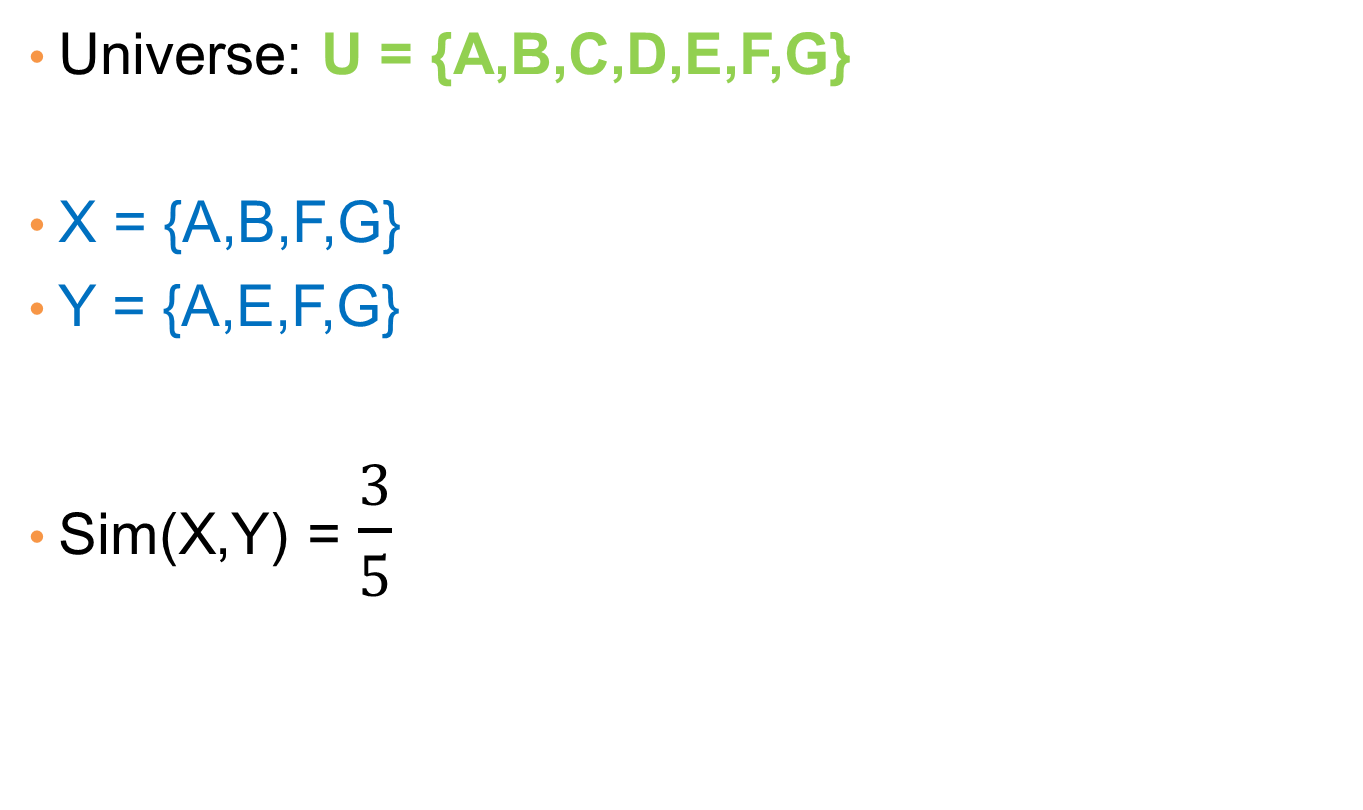 • Universe: U = {A,B,C,D,E,F,G}
• X = {A,B,F,G}
• Y = {A,E,F,G}
• Sim(X,Y) = 3/5